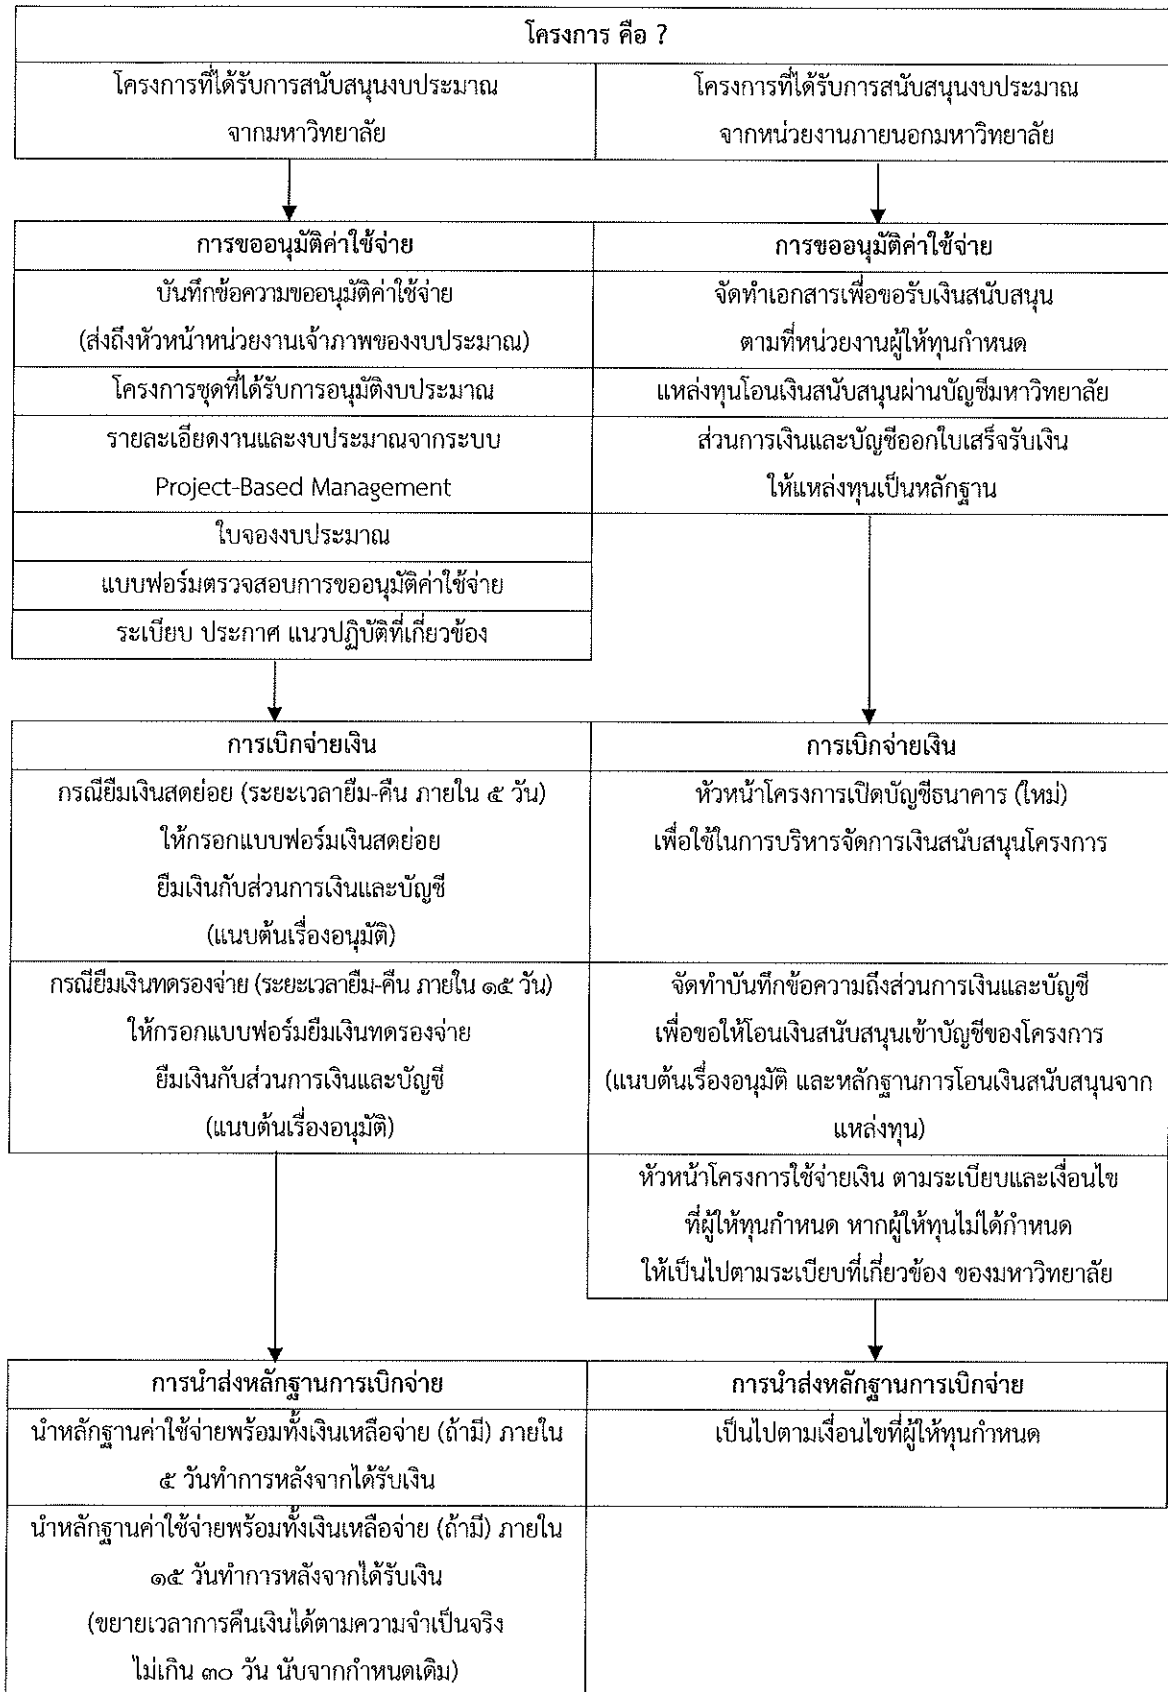 โครงการ คือ ?
โครงการที่ได้รับการสนับสนุนงบประมาณ
จากมหาวิทยาลัย
โครงการที่ได้รับการสนับสนุนงบประมาณ
จากหน่วยงานภายนอกมหาวิทยาลัย
การขออนุมัติค่าใช้จ่าย
บันทึกข้อความขออนุมัติค่าใช้จ่าย
(ส่งถึงหัวหน้าหน่วยงานเจ้าภาพของงบประมาณ)
โครงการชุดที่ได้รับการอนุมัติงบประมาณ
รายละเอียดงานและงบประมาณจากระบบ
Project-Based Management
ใบจองงบประมาณ
แบบฟอร์มตรวจสอบการขออนุมัติค่าใช้จ่าย
ระเบียบ ประกาศ แนวปฏิบัติที่เกี่ยวข้อง
การขออนุมัติค่าใช้จ่าย
จัดทำเอกสารเพื่อขอรับเงินสนับสนุน
ตามที่หน่วยงานผู้ให้ทุนกำหนด
แหล่งทุนโอนเงินสนับสนุนผ่านบัญชีมหาวิทยาลัย
ส่วนการเงินและบัญชีออกใบเสร็จรับเงิน
ให้แหล่งทุนเป็นหลักฐาน
การเบิกจ่ายเงิน
กรณียืมเงินสดย่อย (ระยะเวลายืม-คืน ภายใน ๕ วัน)
ให้กรอกแบบฟอร์มเงินสดย่อย
ยืมเงินกับส่วนการเงินและบัญชี
(แนบต้นเรื่องอนุมัติ)
กรณียืมเงินทดรองจ่าย (ระยะเวลายืม-คืน ภายใน ๑๕ วัน)
ให้กรอกแบบฟอร์มยืมเงินทดรองจ่าย
ยืมเงินกับส่วนการเงินและบัญชี
(แนบต้นเรื่องอนุมัติ)
การเบิกจ่ายเงิน
หัวหน้าโครงการเปิดบัญชีธนาคาร (ใหม่)
เพื่อใช้ในการบริหารจัดการเงินสนับสนุนโครงการ
จัดทำบันทึกข้อความถึงส่วนการเงินและบัญชี
เพื่อขอให้โอนเงินสนับสนุนเข้าบัญชีของโครงการ
(แนบต้นเรื่องอนุมัติ และหลักฐานการโอนเงินสนับสนุนจาก
แหล่งทุน)
หัวหน้าโครงการใช้จ่ายเงิน ตามระเบียบและเงื่อนไข
ที่ผู้ให้ทุนกำหนด หากผู้ให้ทุนไม่ได้กำหนด
ให้เป็นไปตามระเบียบที่เกี่ยวข้อง ของมหาวิทยาลัย
การนำส่งหลักฐานการเบิกจ่าย
นำหลักฐานค่าใช้จ่ายพร้อมทั้งเงินเหลือจ่าย (ถ้ามี) ภายใน
๕ วันทำการหลังจากได้รับเงิน
นำหลักฐานค่าใช้จ่ายพร้อมทั้งเงินเหลือจ่าย (ถ้ามี) ภายใน
๑๕ วันทำการหลังจากได้รับเงิน
(ขยายเวลาการคืนเงินได้ตามความจำเป็นจริง
ไม่เกิน ๓๐ วัน นับจากกำหนดเดิม)
การนำส่งหลักฐานการเบิกจ่าย
เป็นไปตามเงื่อนไขที่ผู้ให้ทุนกำหนด